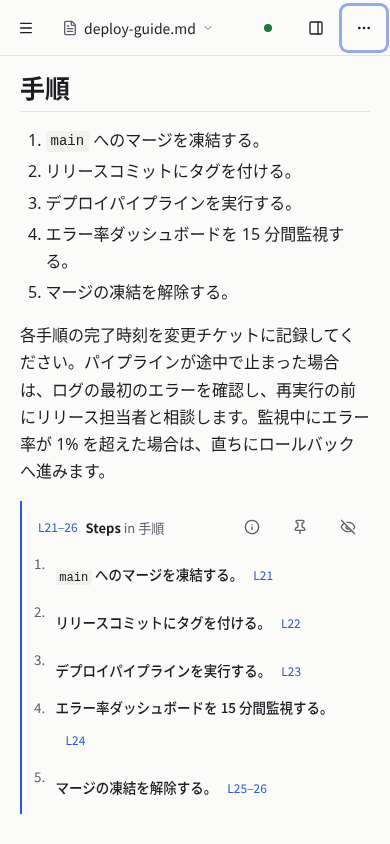 deploy-guide.md
手順
1. main へのマージを凍結する。
2. リリースコミットにタグを付ける。
3. デプロイパイプラインを実行する。
4. エラー率ダッシュボードを 15 分間監視す
る。
5. マージの凍結を解除する。
各手順の完了時刻を変更チケットに記録してく
ださい。パイプラインが途中で止まった場合
は、ログの最初のエラーを確認し、再実行の前
にリリース担当者と相談します。監視中にエラー
率が 1% を超えた場合は、直ちにロールバック
へ進みます。
L21–26 Steps in 手順
1. main へのマージを凍結する。 L21
2. リリースコミットにタグを付ける。 L22
3. デプロイパイプラインを実行する。 L23
4. エラー率ダッシュボードを 15 分間監視する。
L24
5. マージの凍結を解除する。 L25–26